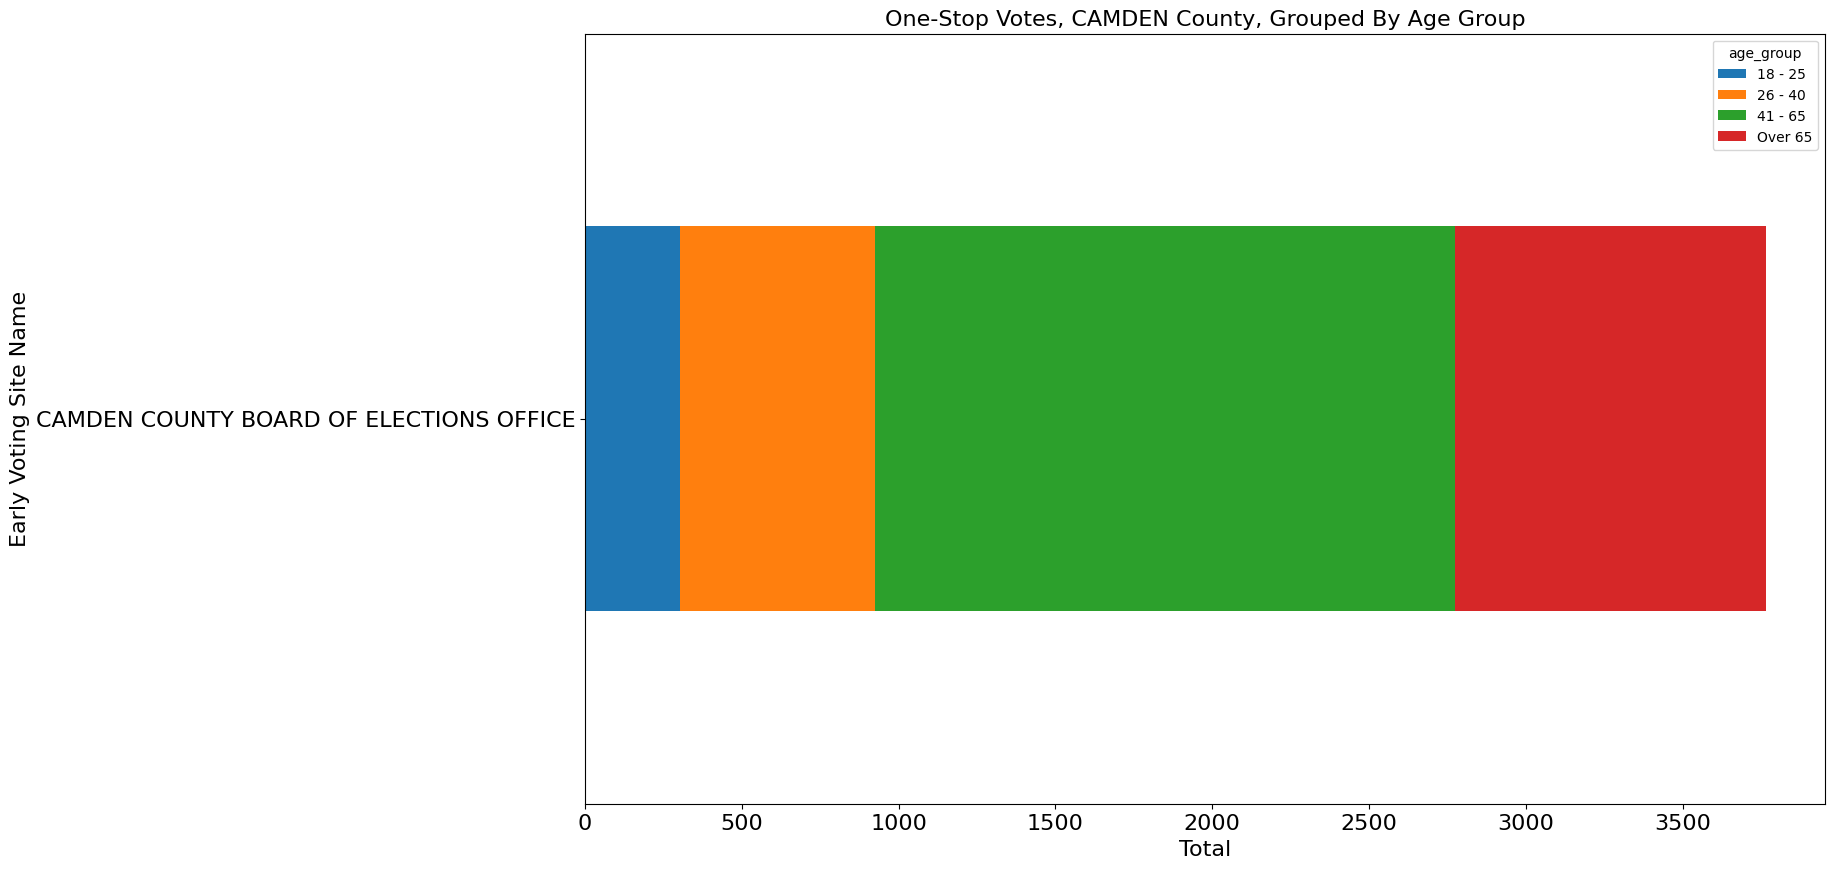 One-Stop Votes, CAMDEN County, Grouped By Age Group
age_group
18 - 25
26 - 40
41 - 65
Over 65
Early Voting Site Name
CAMDEN COUNTY BOARD OF ELECTIONS OFFICE
0 500 1000 1500 2000 2500 3000 3500
Total